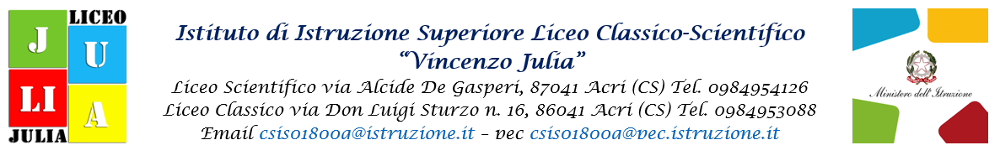 LICEO
J
U
LI
A
JULIA
Istituto di Istruzione Superiore Liceo Classico-Scientifico
“Vincenzo Julia”
Liceo Scientifico via Alcide De Gasperi, 87041 Acri (CS) Tel. 0984954126
Liceo Classico via Don Luigi Sturzo n. 16, 86041 Acri (CS) Tel. 0984953088
Email csis01800a@istruzione.it – pec csis01800a@pec.istruzione.it
Ministero dell'Istruzione